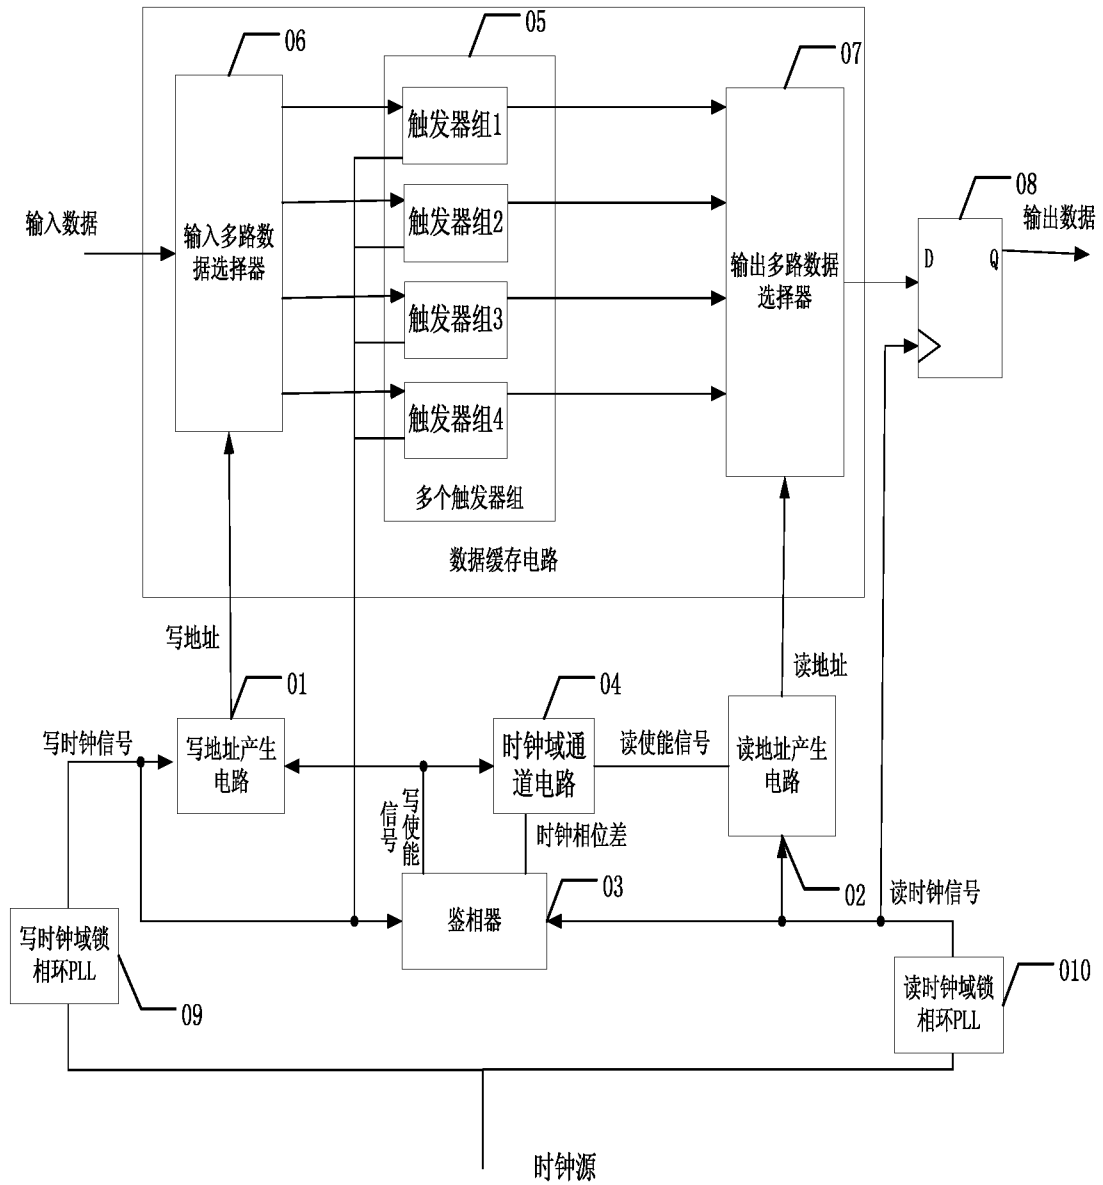 06
05
07
触发器组1
触发器组2
触发器组3
触发器组4
输入数据
输入多路数
据选择器
输出多路数据
选择器
08
输出数据
D
Q
多个触发器组
数据缓存电路
写地址
读地址
01
04
写时钟信号
写地址产生
电路
时钟域通
道电路
读使能信号
读地址产生
电路
写使能
信号
时钟相位差
03
02
读时钟信号
鉴相器
写时钟域锁
相环PLL
09
读时钟域锁
相环PLL
010
时钟源